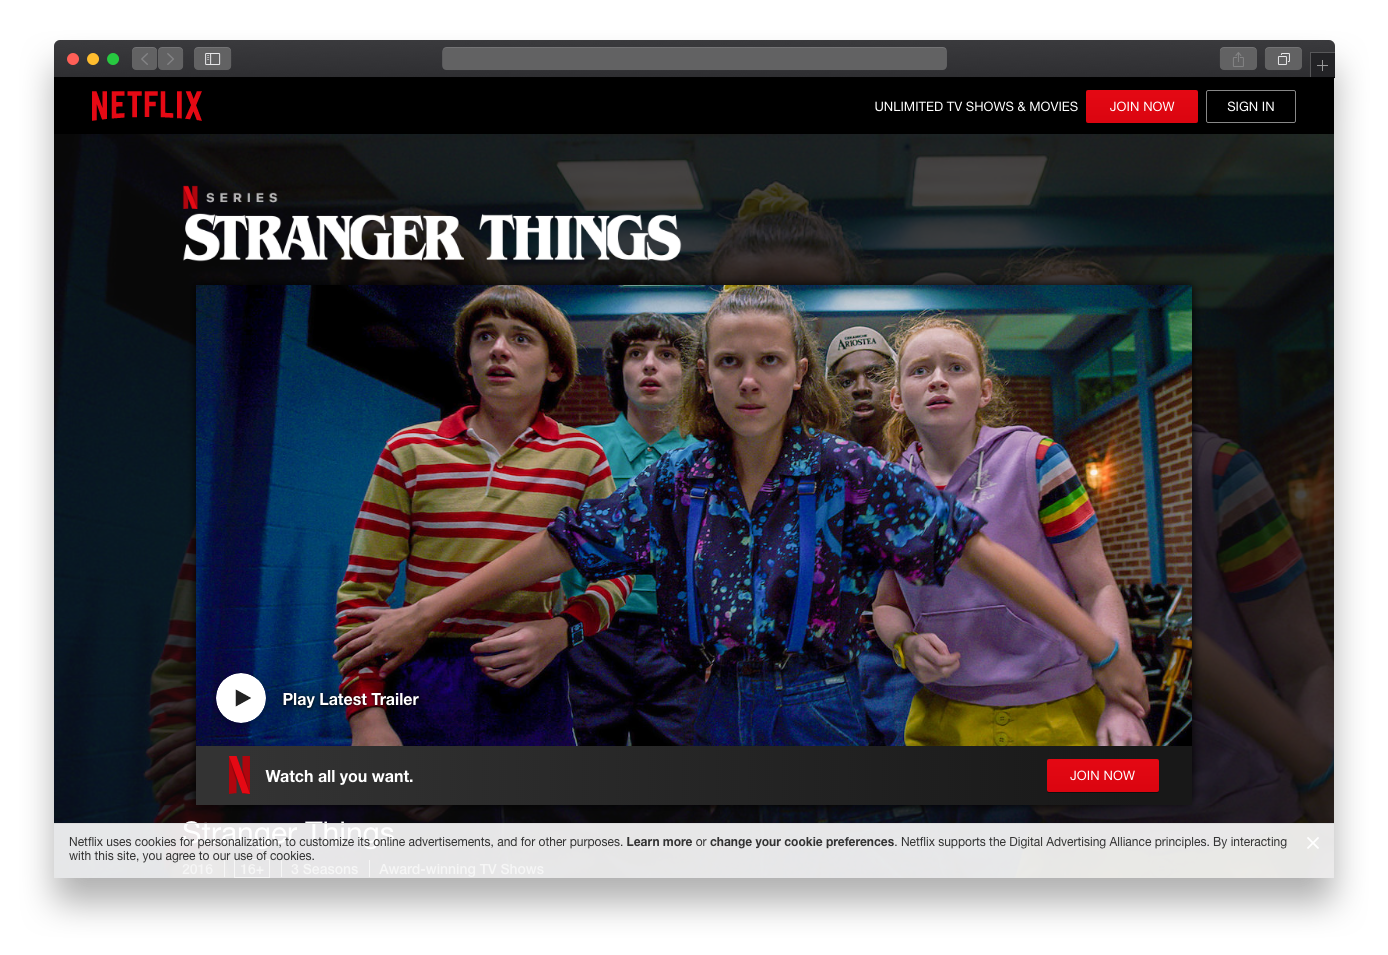 NETFLIX
UNLIMITED TV SHOWS & MOVIES
JOIN NOW
SIGN IN
N SERIES
STRANGER THINGS
ARIOSTEA
Play Latest Trailer
N
Watch all you want.
JOIN NOW
Stranger Things
Netflix uses cookies for personalization, to customize its online advertisements, and for other purposes. Learn more or change your cookie preferences. Netflix supports the Digital Advertising Alliance principles. By interacting
with this site, you agree to our use of cookies.
2016 | 16+ | 3 Seasons | Award-winning TV Shows